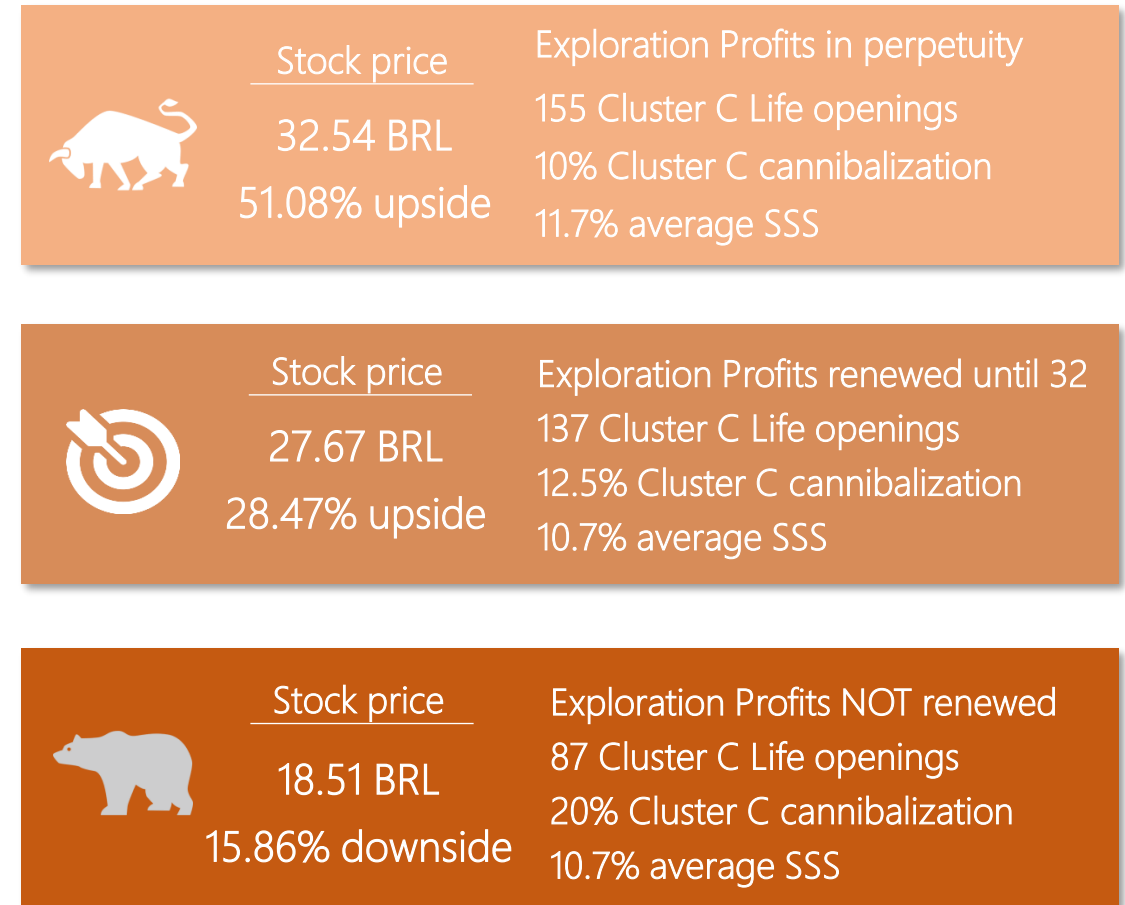 Stock price
32.54 BRL
51.08% upside
Exploration Profits in perpetuity
155 Cluster C Life openings
10% Cluster C cannibalization
11.7% average SSS
Stock price
27.67 BRL
28.47% upside
Exploration Profits renewed until 32
137 Cluster C Life openings
12.5% Cluster C cannibalization
10.7% average SSS
Stock price
18.51 BRL
15.86% downside
Exploration Profits NOT renewed
87 Cluster C Life openings
20% Cluster C cannibalization
10.7% average SSS